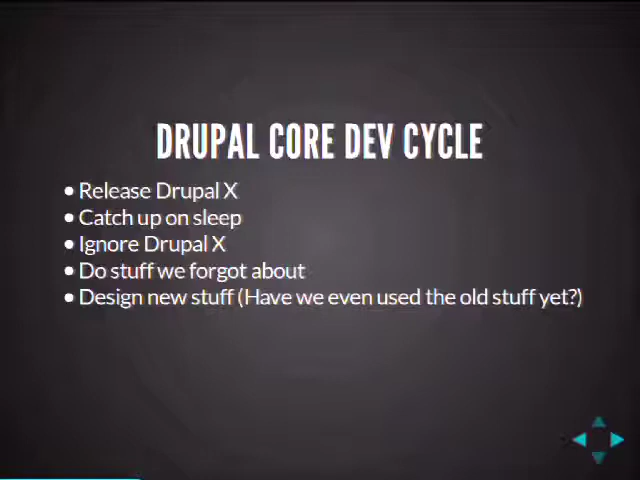 DRUPAL CORE DEV CYCLE
• Release Drupal X
• Catch up on sleep
• Ignore Drupal X
• Do stuff we forgot about
• Design new stuff (Have we even used the old stuff yet?)